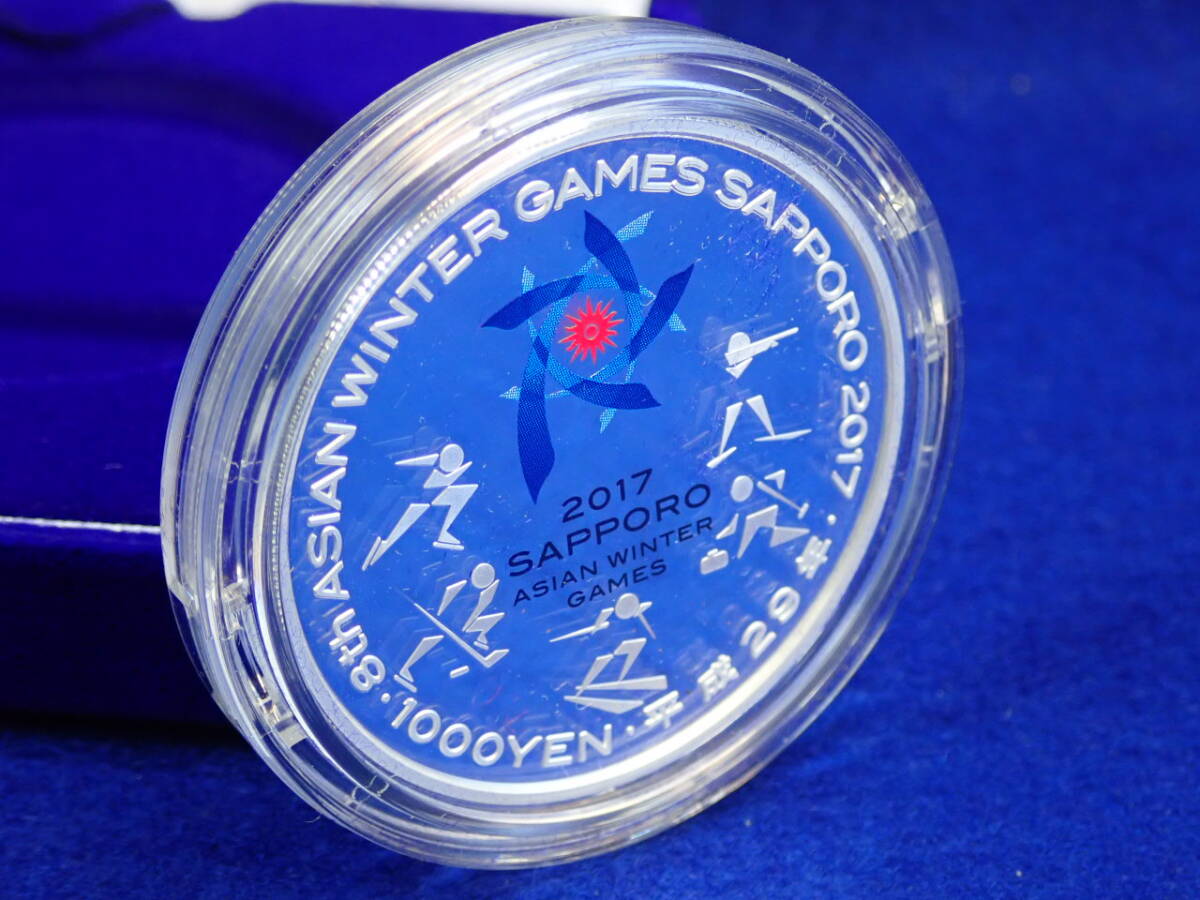 8th ASIAN WINTER GAMES SAPPORO 2017・
・1000YEN・平成29年・
2017
SAPPORO
ASIAN WINTER
GAMES